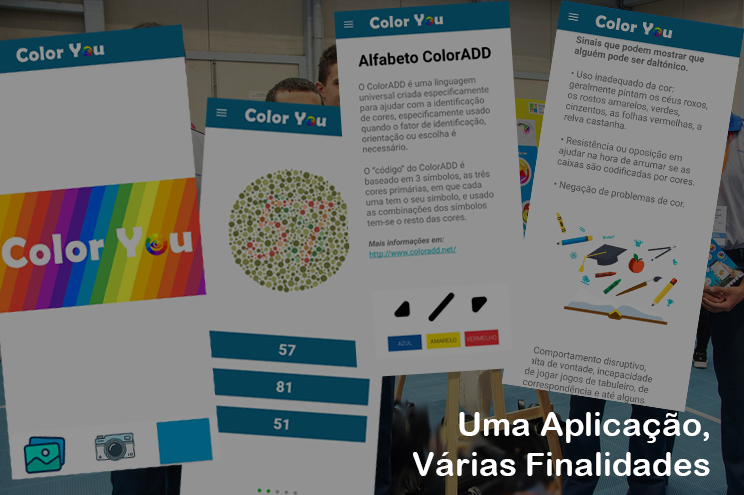 Color You
Color You
Color You
57
81
51
Color You
Alfabeto ColorADD
O ColorADD é uma linguagem
universal criada especificamente
para ajudar com a identificação
de cores, especificamente usado
quando o fator de identificação,
orientação ou escolha é
necessário.
O "código" do ColorADD é
baseado em 3 símbolos, as três
cores primárias, em que cada
uma tem o seu símbolo, e usado
as combinações dos símbolos
tem-se o resto das cores.
Mais informações em:
http://www.coloradd.net/
AZUL AMARELO VERMELHO
Color You
Sinais que podem mostrar que
alguém pode ser daltónico.
• Uso inadequado da cor:
geralmente pintam os céus roxos,
os rostos amarelos, verdes,
cinzentos, as folhas vermelhas, a
relva castanha.
• Resistência ou oposição em
ajudar na hora de arrumar se as
caixas são codificadas por cores.
• Negação de problemas de cor.
Comportamento disruptivo,
alta de vontade, incapacidade
de jogar jogos de tabuleiro, de
correspondência e até alguns
Uma Aplicação,
Várias Finalidades